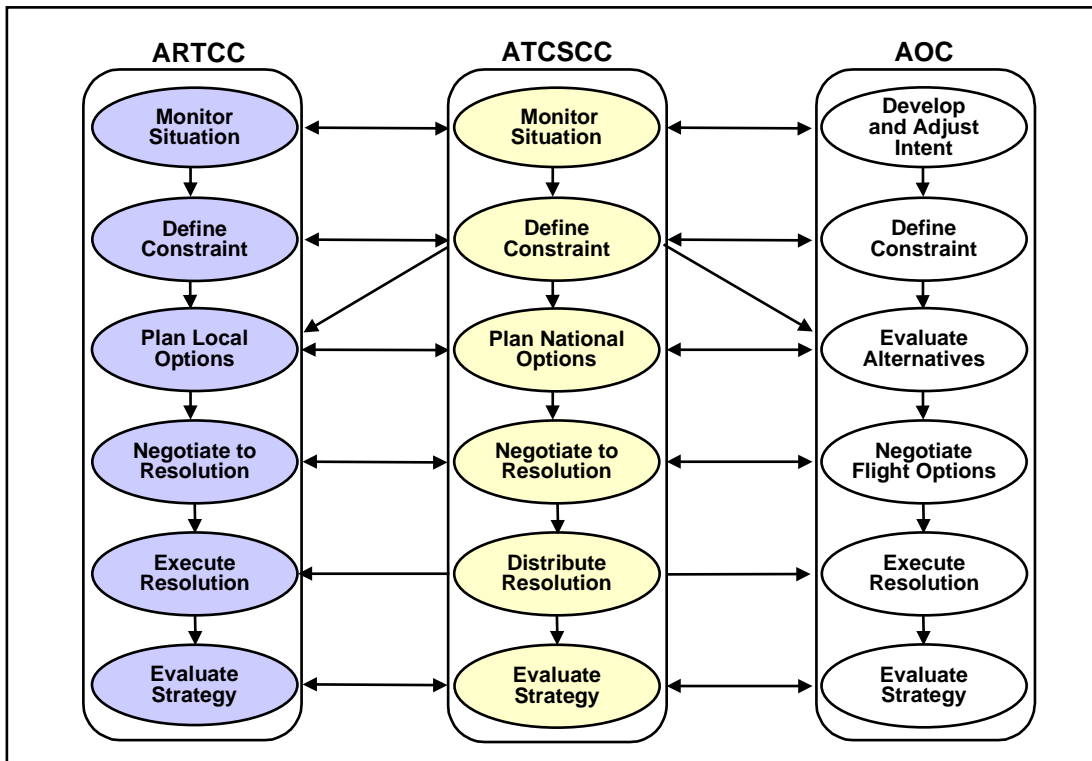 ARTCC
ATCSCC
AOC
Monitor
Situation
Monitor
Situation
Develop
and Adjust
Intent
Define
Constraint
Define
Constraint
Define
Constraint
Plan Local
Options
Plan National
Options
Evaluate
Alternatives
Negotiate to
Resolution
Negotiate to
Resolution
Negotiate
Flight Options
Execute
Resolution
Distribute
Resolution
Execute
Resolution
Evaluate
Strategy
Evaluate
Strategy
Evaluate
Strategy